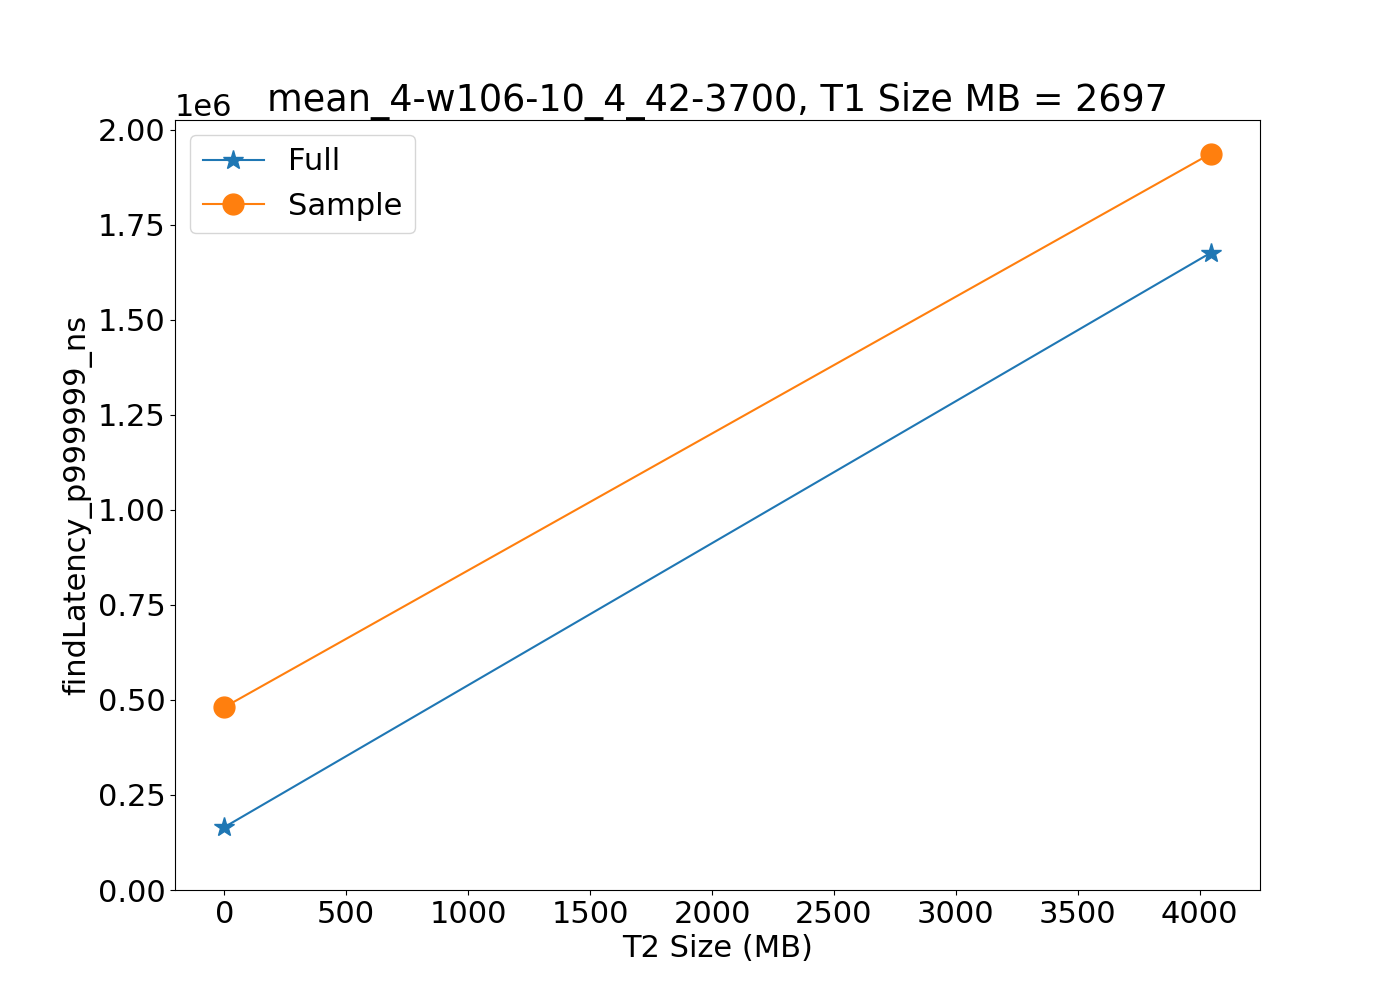 1e6
mean_4-w106-10_4_42-3700, T1 Size MB = 2697
Full
Sample
2.00
1.75
1.50
1.25
1.00
0.75
0.50
0.25
0.00
findLatency_p999999_ns
0 500 1000 1500 2000 2500 3000 3500 4000
T2 Size (MB)